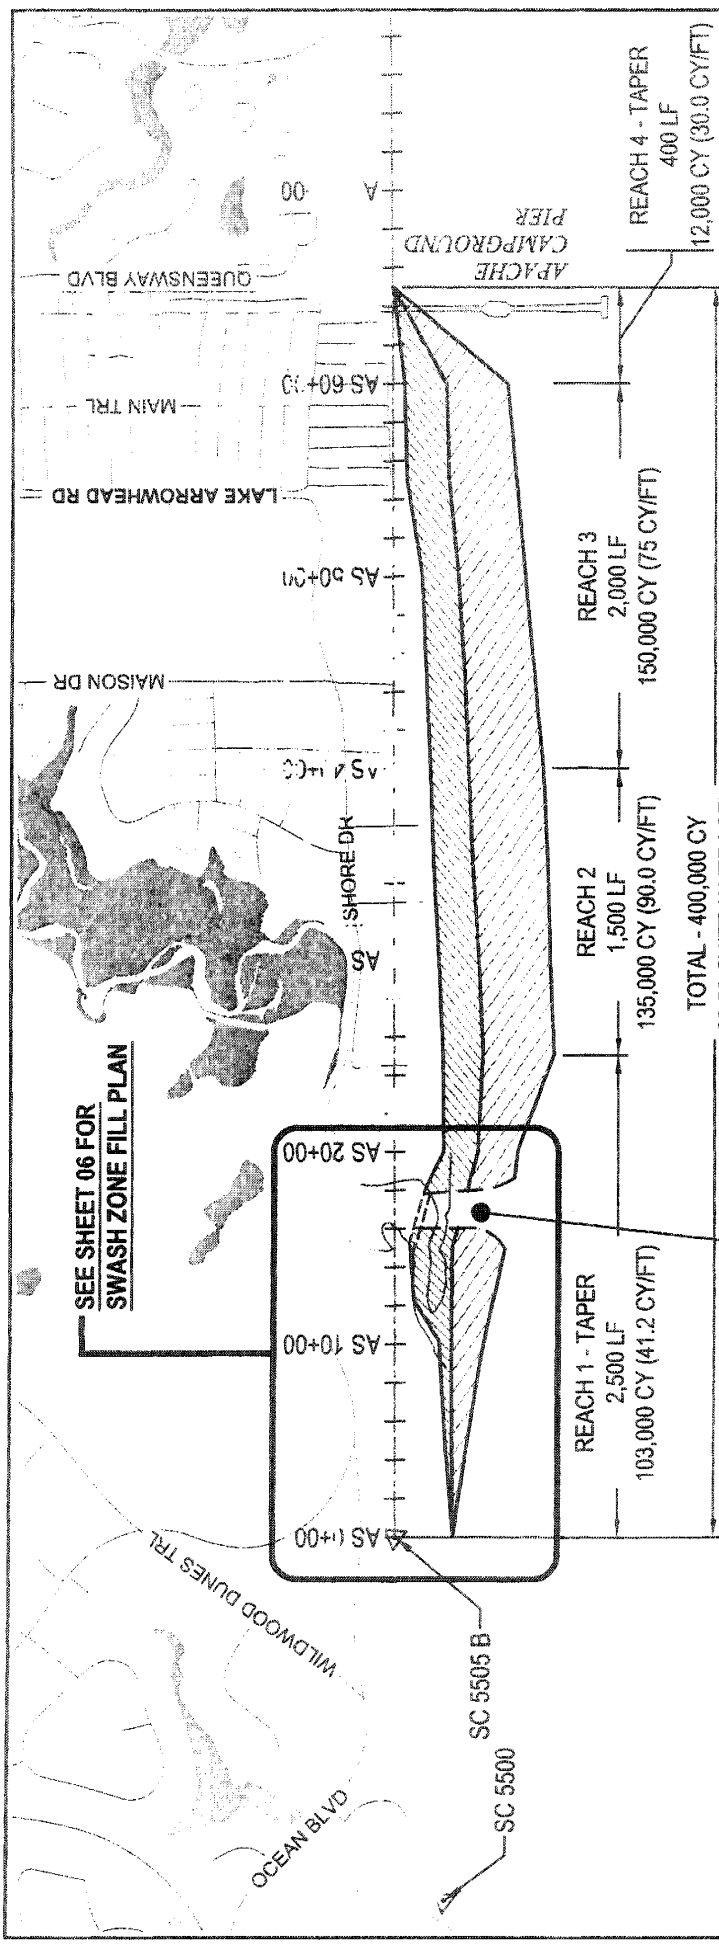 SEE SHEET 06 FOR
SWASH ZONE FILL PLAN
OCEAN BLVD
WILDWOOD DUNES TRL
SHORE DR
MAISON DR
LAKE ARROWHEAD RD
MAIN TRL
QUEENSWAY BLVD
SC 5500
SC 5505 B
AS 0+00
AS 10+00
AS 20+00
AS
AS 50+00
AS 60+00
A 00
APACHE
CAMPGROUND
PIER
REACH 1 - TAPER
2,500 LF
103,000 CY (41.2 CY/FT)
REACH 2
1,500 LF
135,000 CY (90.0 CY/FT)
REACH 3
2,000 LF
150,000 CY (75 CY/FT)
REACH 4 - TAPER
400 LF
12,000 CY (30.0 CY/FT)
TOTAL - 400,000 CY